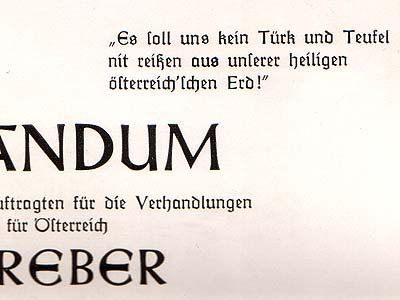 „Es soll uns kein Türk und Teufel
nit reißen aus unserer heiligen
österreich'schen Erd!"
ANDUM
uftragten für die Verhandlungen
für Österreich
REBER